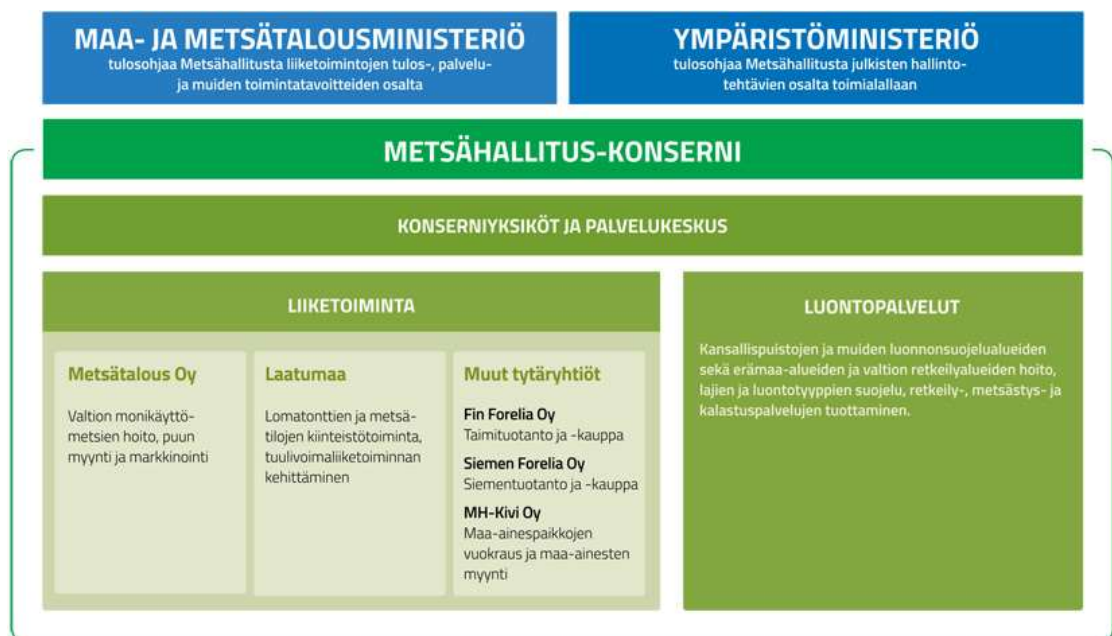 MAA- JA METSÄTALOUSMINISTERIÖ
tulosohjaa Metsähallitusta liiketoimintojen tulos-, palvelu-
ja muiden toimintatavoitteiden osalta
YMPÄRISTÖMINISTERIÖ
tulosohjaa Metsähallitusta julkisten hallinto-
tehtävien osalta toimialallaan
METSÄHALLITUS-KONSERNI
KONSERNIYKSIKÖT JA PALVELUKESKUS
LIIKETOIMINTA
Metsätalous Oy
Valtion monikäyttö-
metsien hoito, puun
myynti ja markkinointi
Laatumaa
Lomatonttien ja metsä-
tilojen kiinteistötoiminta,
tuulivoimaliiketoiminnan
kehittäminen
Muut tytäryhtiöt
Fin Forelia Oy
Taimituotanto ja -kauppa
Siemen Forelia Oy
Siementuotanto ja -kauppa
MH-Kivi Oy
Maa-ainespaikkojen
vuokraus ja maa-ainesten
myynti
LUONTOPALVELUT
Kansallispuistojen ja muiden luonnonsuojelualueiden
sekä erämaa-alueiden ja valtion retkeilyalueiden hoito,
lajien ja luontotyyppien suojelu, retkeily-, metsästys- ja
kalastuspalvelujen tuottaminen.